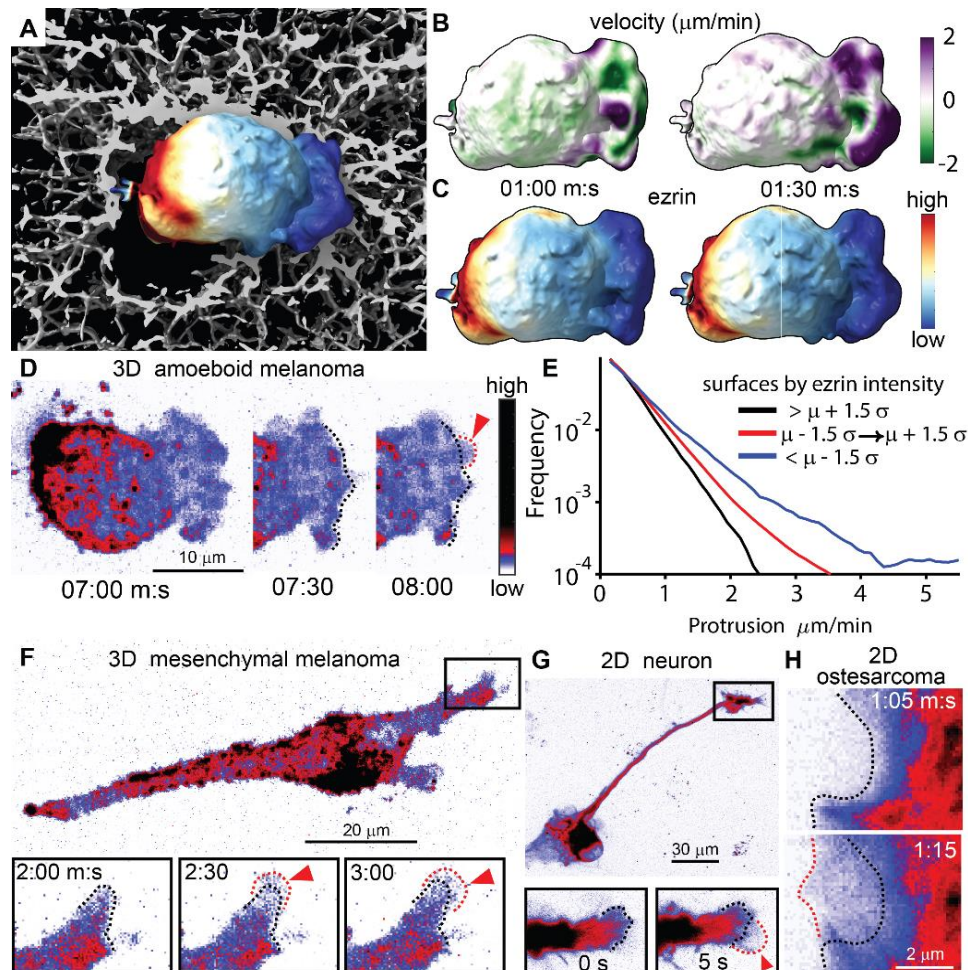 A
B
velocity (μm/min)
2
0
-2
01:00 m:s
01:30 m:s
C
ezrin
high
low
D
3D amoeboid melanoma
high
low
10 μm
07:00 m:s
07:30
08:00
E
surfaces by ezrin intensity
> μ + 1.5 σ
μ - 1.5 σ→μ + 1.5 σ
< μ - 1.5 σ
Frequency
10-2
10-3
10-4
0
1
2
3
4
5
Protrusion μm/min
F
3D mesenchymal melanoma
20 μm
2:00 m:s
2:30
3:00
G
2D neuron
30 μm
0 s
5 s
H
2D
ostesarcoma
1:05 m:s
1:15
2 μm